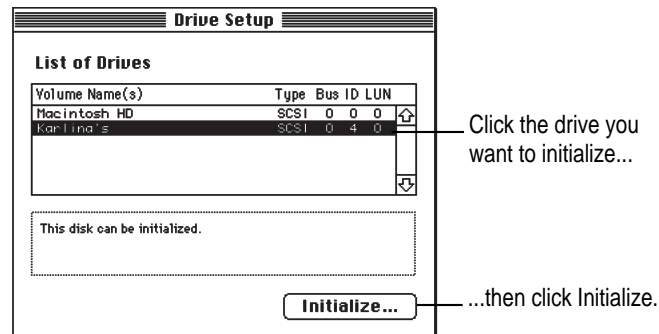 Drive Setup
List of Drives
Volume Name(s) Type Bus ID LUN
Macintosh HD SCSI 0 0 0
Karlina's SCSI 0 4 0
Click the drive you
want to initialize...
This disk can be initialized.
Initialize...
...then click Initialize.